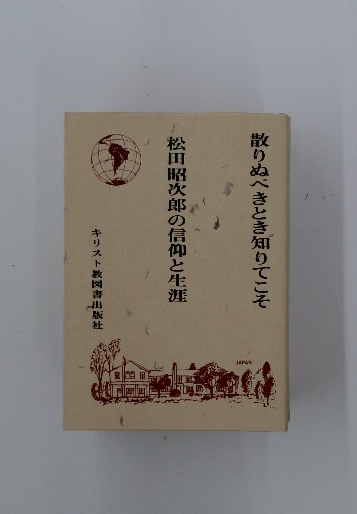 散りぬべきとき知りてこそ
松田昭次郎の信仰と生涯
キリスト教図書出版社
JAPAN